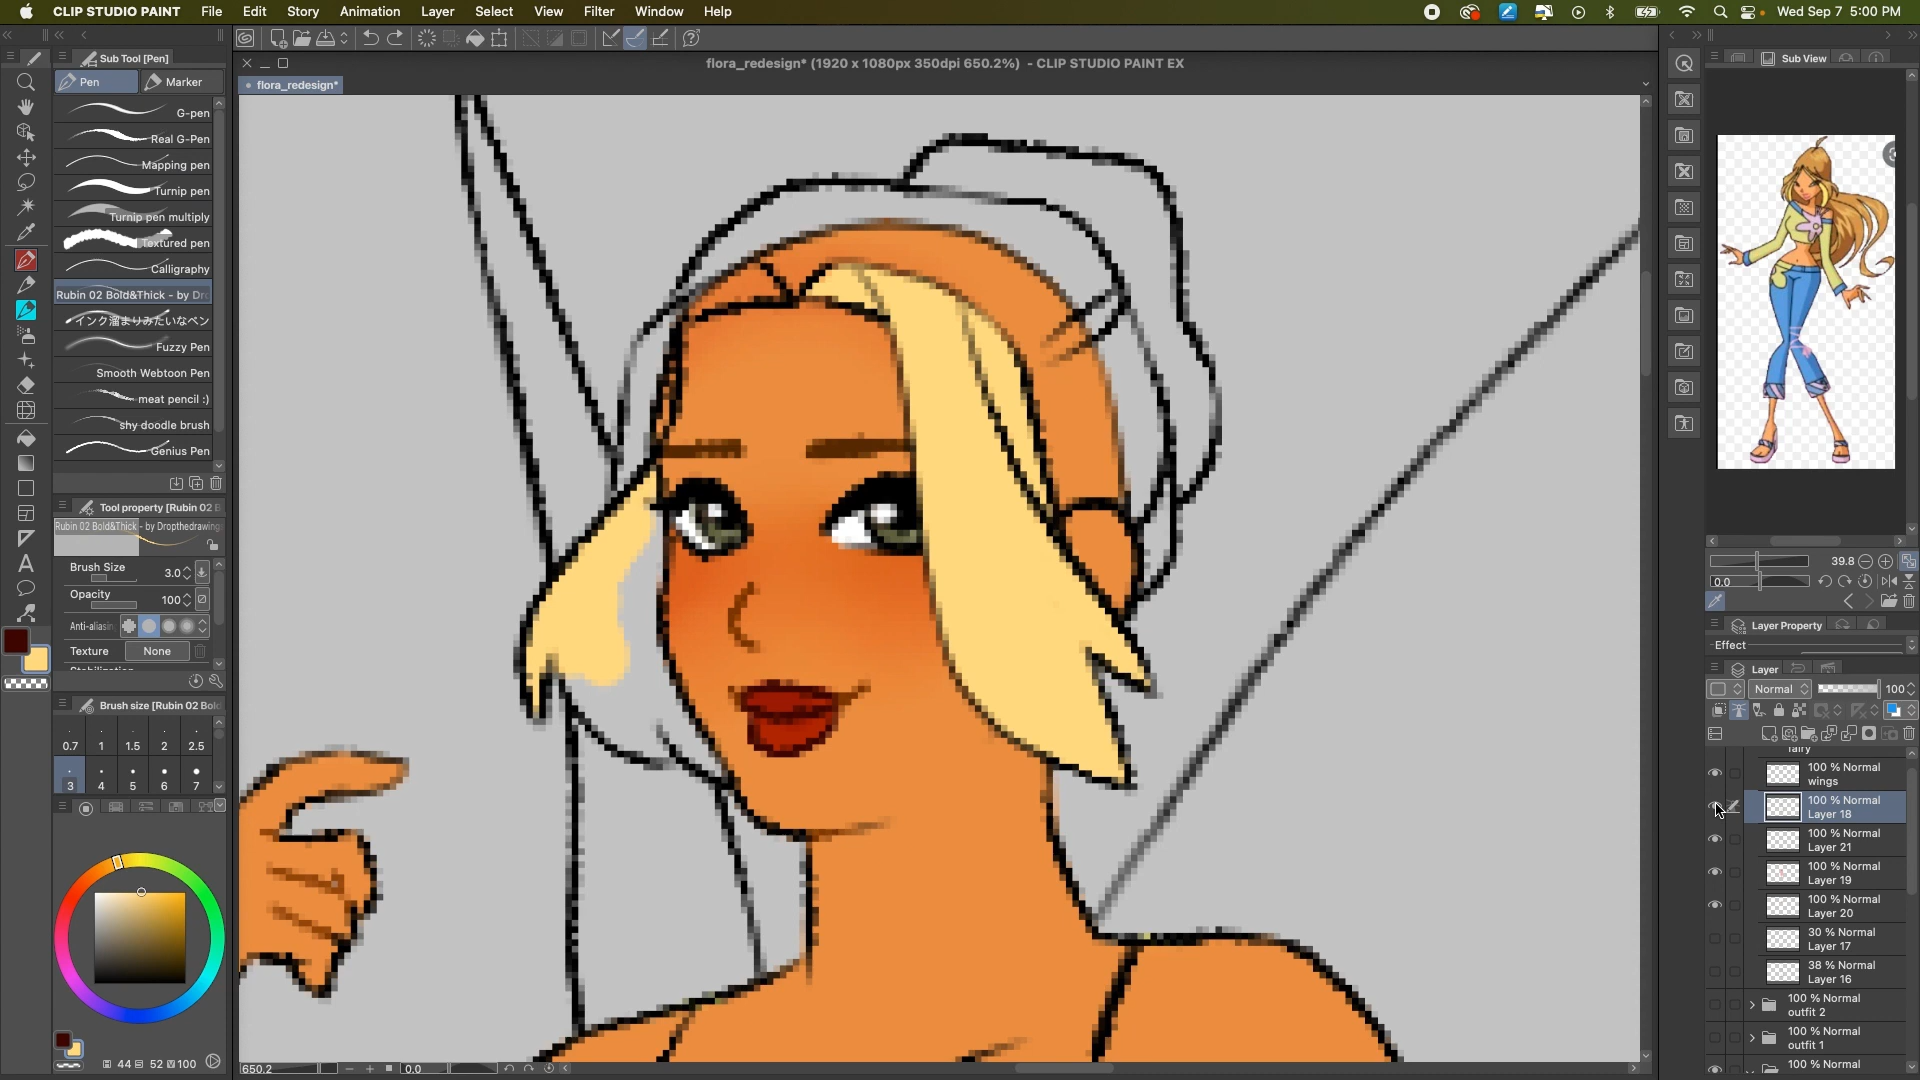 CLIP STUDIO PAINT File Edit Story Animation Layer Select View Filter Window Help
Wed Sep 7 5:00 PM
Sub Tool [Pen]
Pen Marker
G-pen
Real G-Pen
Mapping pen
Turnip pen
Turnip pen multiply
Textured pen
Calligraphy
Rubin 02 Bold&Thick - by Dr
インク溜まりみたいなペン
Fuzzy Pen
Smooth Webtoon Pen
meat pencil :)
shy doodle brush
Genius Pen
Tool property [Rubin 02 B
Rubin 02 Bold&Thick - by Dropthedrawing
Brush Size 3.0
Opacity 100
Anti-aliasin
Texture None
Brush size [Rubin 02 Bold
0.7 1 1.5 2 2.5
3 4 5 6 7
44 52 100
flora_redesign* (1920 x 1080px 350dpi 650.2%) - CLIP STUDIO PAINT EX
flora_redesign*
650.2 0.0
Sub View
39.8
0.0
Layer Property
Effect
Layer
Normal 100
fairy
100 % Normal
wings
100 % Normal
Layer 18
100 % Normal
Layer 21
100 % Normal
Layer 19
100 % Normal
Layer 20
30 % Normal
Layer 17
38 % Normal
Layer 16
100 % Normal
outfit 2
100 % Normal
outfit 1
100 % Normal